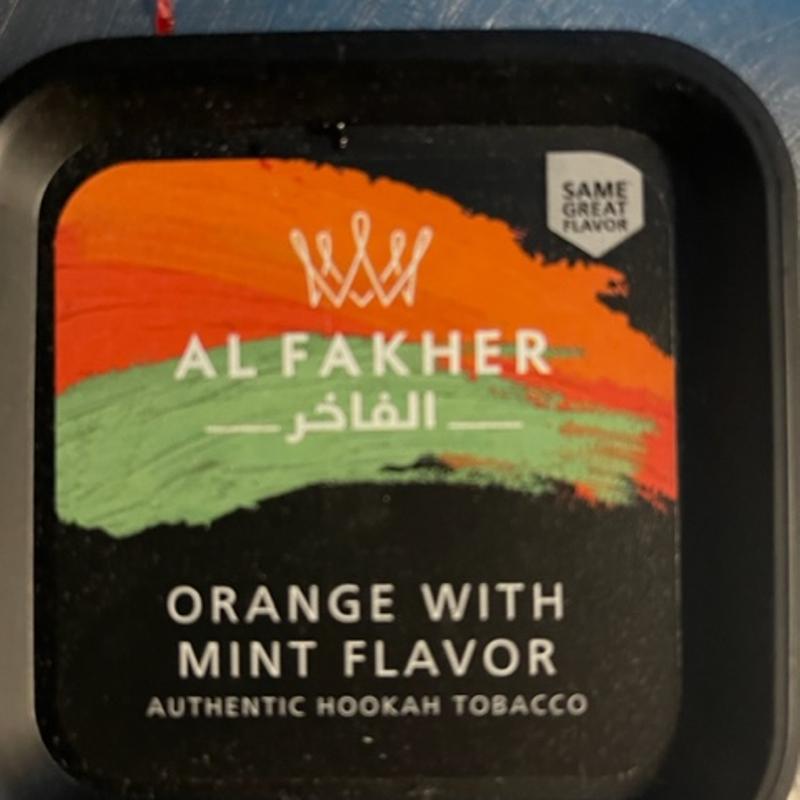 SAME
GREAT
FLAVOR
AL FAKHER
الفاخر
ORANGE WITH
MINT FLAVOR
AUTHENTIC HOOKAH TOBACCO